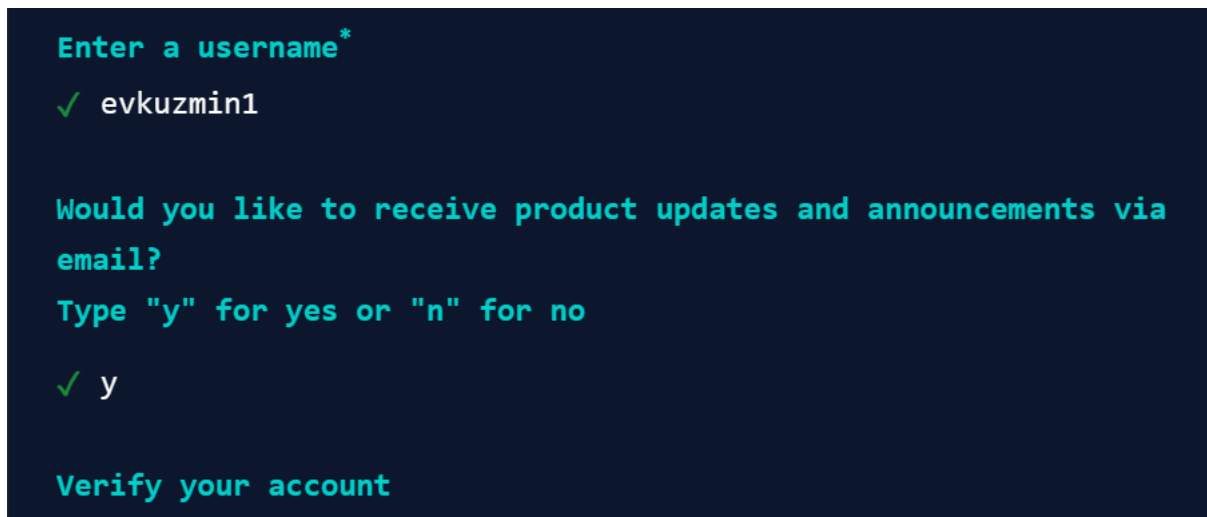 Enter a username*
✓ evkuzmin1
Would you like to receive product updates and announcements via
email?
Type "y" for yes or "n" for no
✓ y
Verify your account